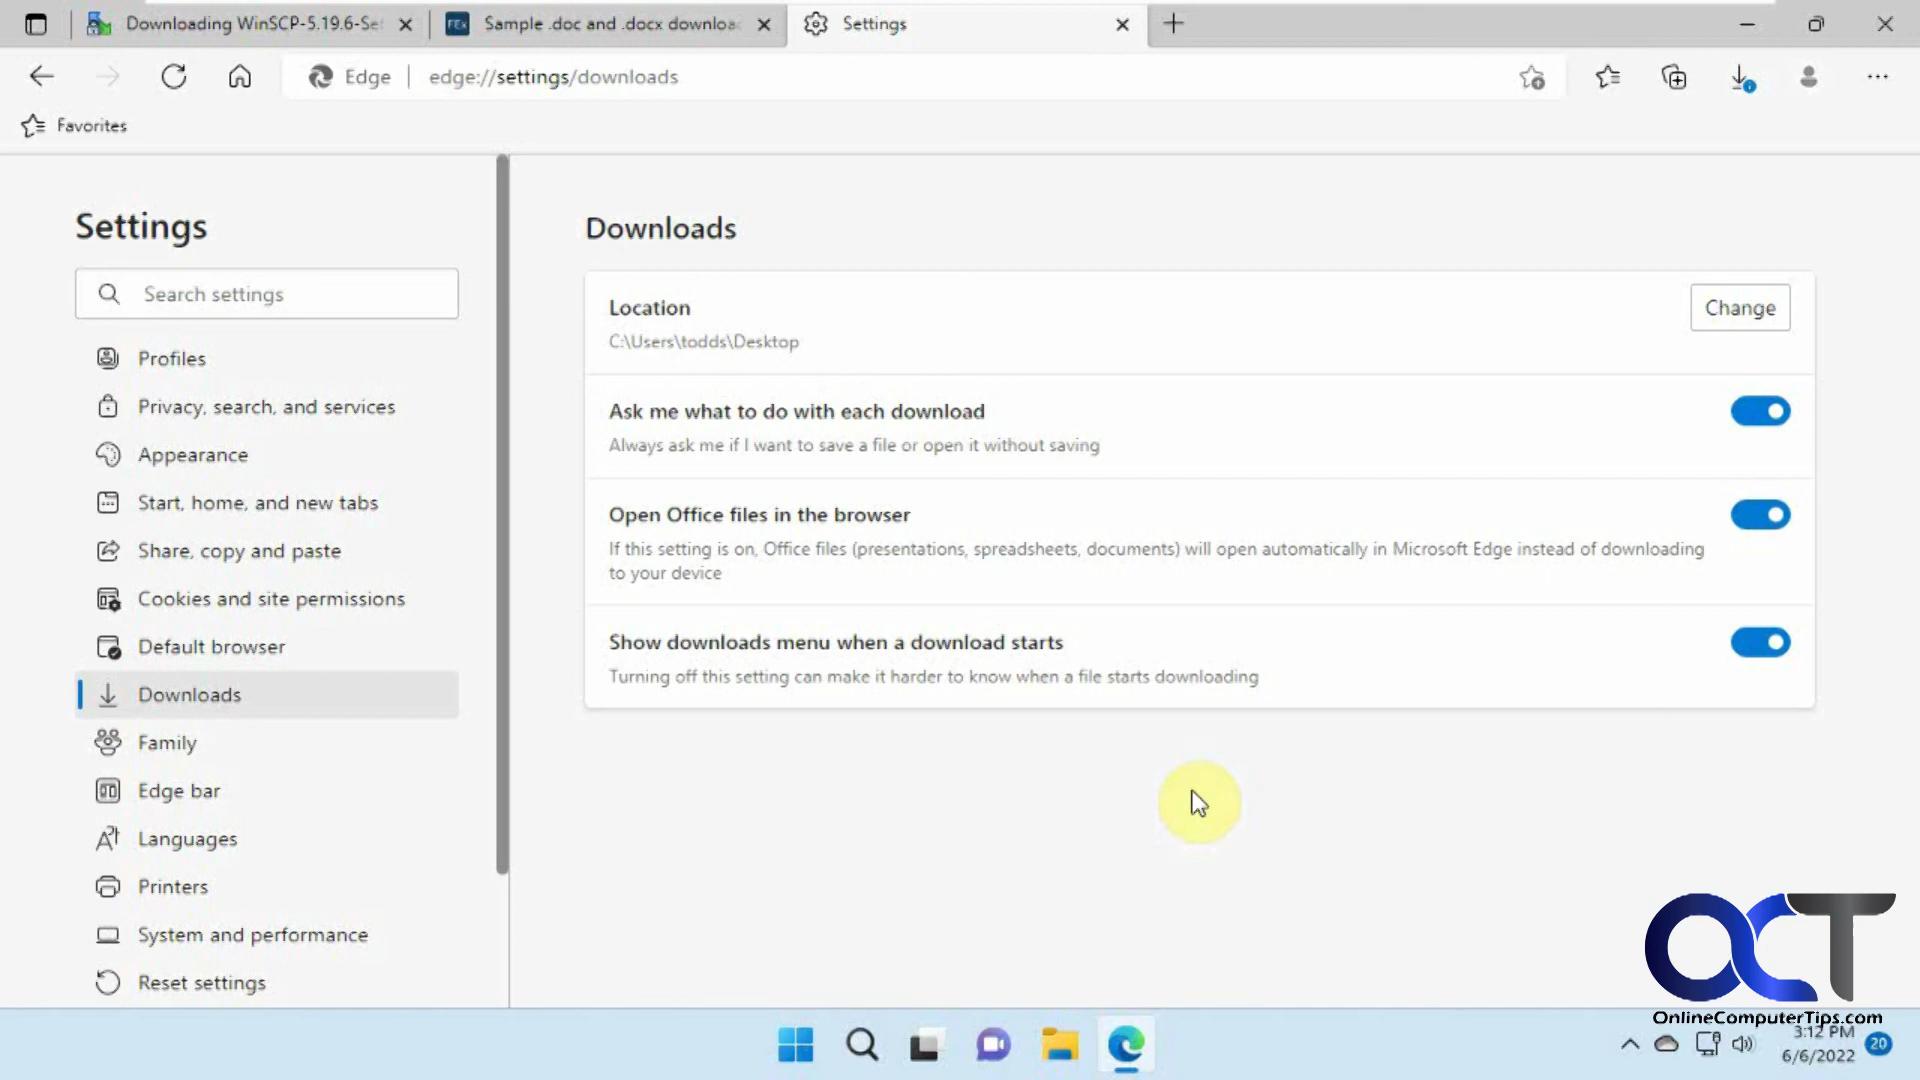 Downloading WinSCP-5.19.6-Se
FEx
Sample .doc and .docx downloa
Settings
Edge
edge://settings/downloads
Favorites
Settings
Search settings
Profiles
Privacy, search, and services
Appearance
Start, home, and new tabs
Share, copy and paste
Cookies and site permissions
Default browser
Downloads
Family
Edge bar
Languages
Printers
System and performance
Reset settings
Downloads
Location
Change
C:\Users\todds\Desktop
Ask me what to do with each download
Always ask me if I want to save a file or open it without saving
Open Office files in the browser
If this setting is on, Office files (presentations, spreadsheets, documents) will open automatically in Microsoft Edge instead of downloading
to your device
Show downloads menu when a download starts
Turning off this setting can make it harder to know when a file starts downloading
OCT
OnlineComputerTips.com
3:12 PM
6/6/2022
20